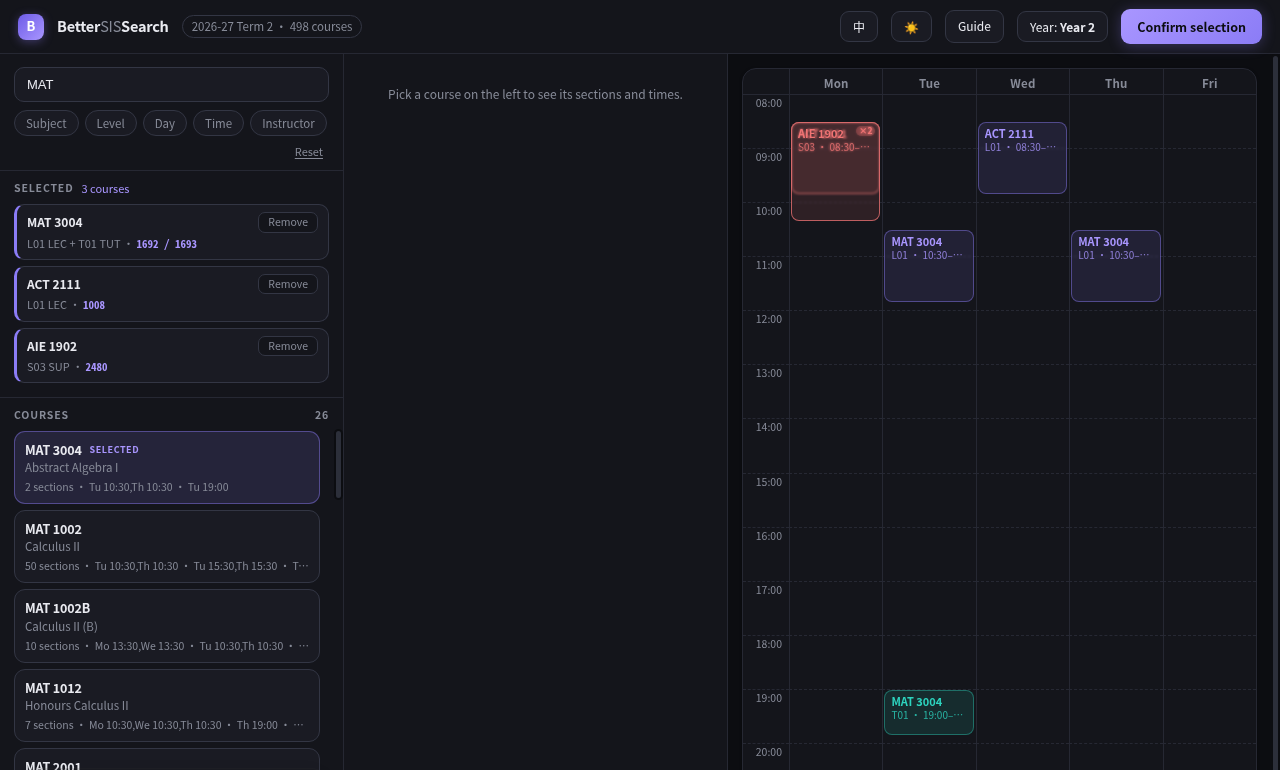 B BetterSISSearch 2026-27 Term 2 • 498 courses 中 ☀️ Guide Year: Year 2 Confirm selection
MAT
Subject Level Day Time Instructor
Reset
SELECTED 3 courses
MAT 3004 Remove
L01 LEC + T01 TUT • 1692 / 1693
ACT 2111 Remove
L01 LEC • 1008
AIE 1902 Remove
S03 SUP • 2480
COURSES 26
MAT 3004 SELECTED
Abstract Algebra I
2 sections • Tu 10:30,Th 10:30 • Tu 19:00
MAT 1002
Calculus II
50 sections • Tu 10:30,Th 10:30 • Tu 15:30,Th 15:30 • T…
MAT 1002B
Calculus II (B)
10 sections • Mo 13:30,We 13:30 • Tu 10:30,Th 10:30 • …
MAT 1012
Honours Calculus II
7 sections • Mo 10:30,We 10:30,Th 10:30 • Th 19:00 • …
MAT 2001
Pick a course on the left to see its sections and times.
Mon Tue Wed Thu Fri
08:00
AIE 1902 ×2
S03 • 08:30–…
ACT 2111
L01 • 08:30–…
09:00
10:00
MAT 3004
L01 • 10:30–…
MAT 3004
L01 • 10:30–…
11:00
12:00
13:00
14:00
15:00
16:00
17:00
18:00
19:00
MAT 3004
T01 • 19:00–…
20:00